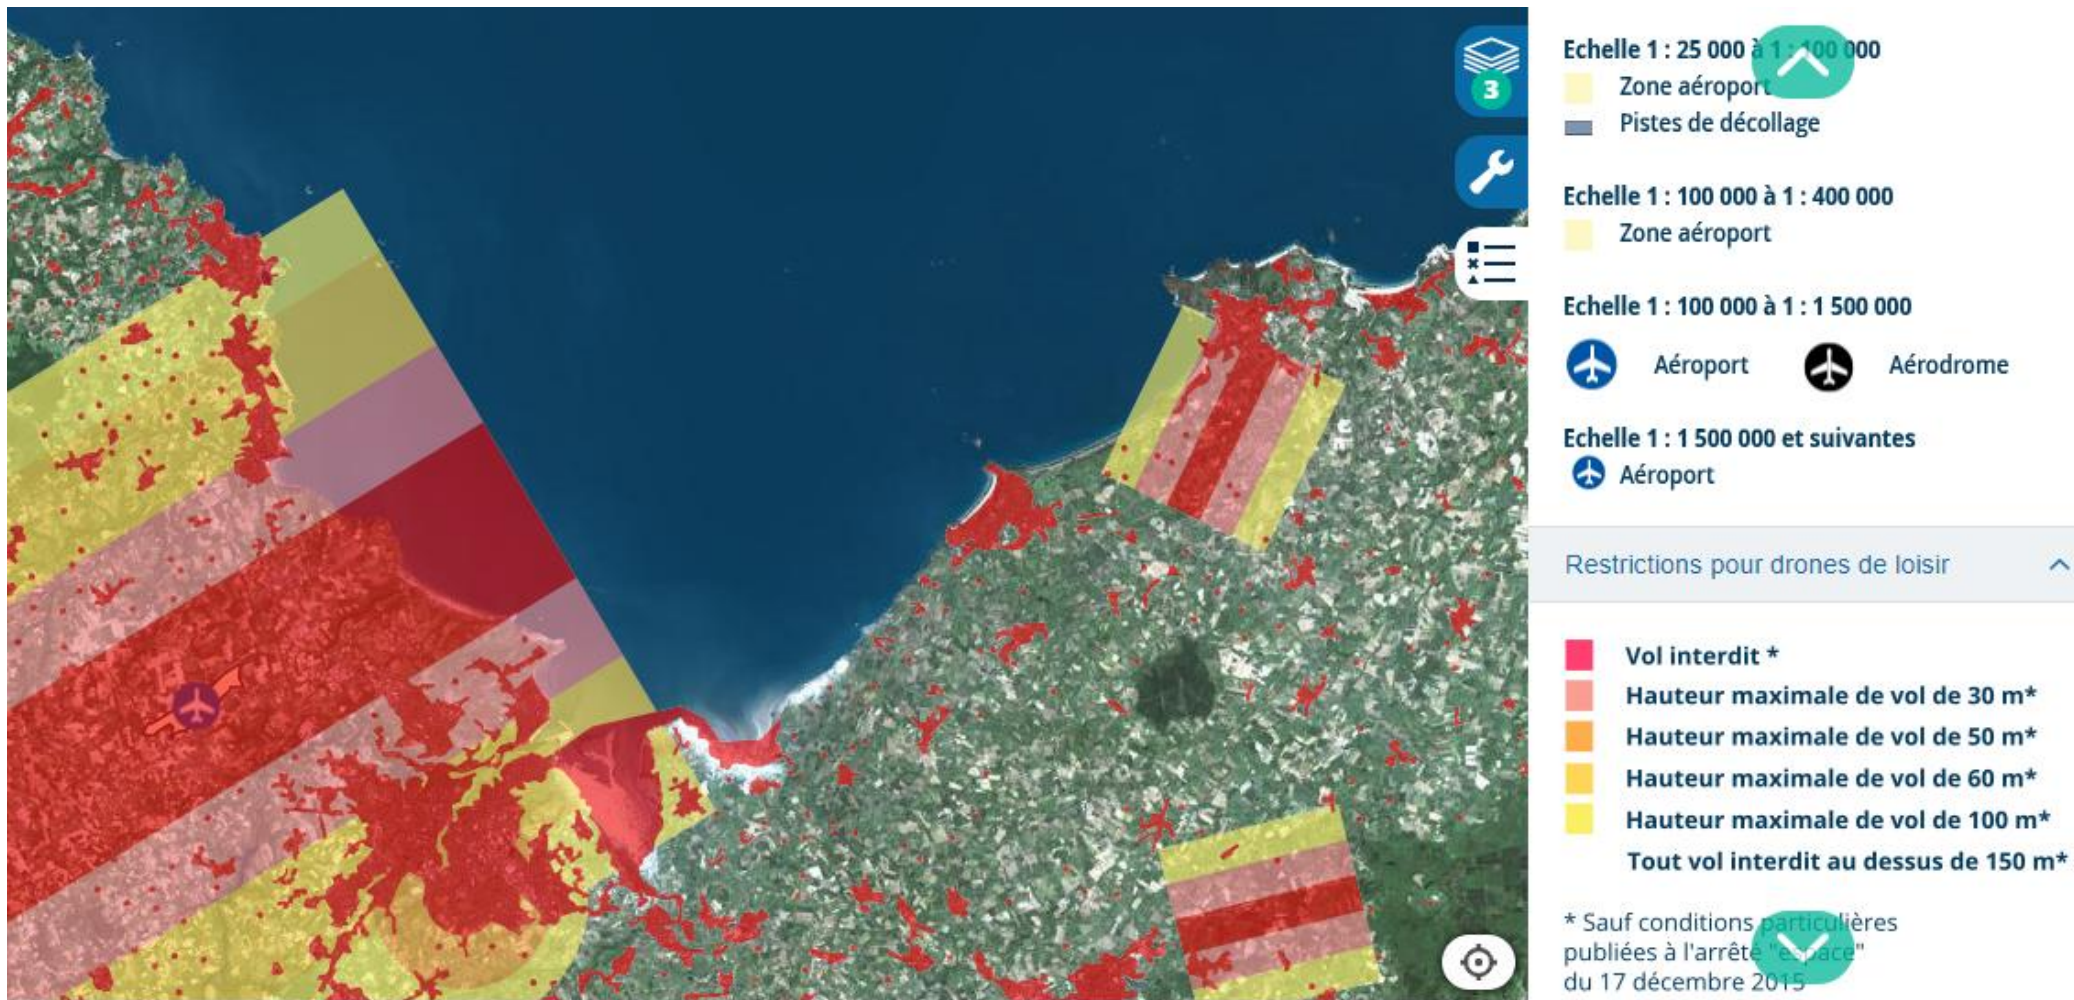 3
Echelle 1 : 25 000 à 1 : 100 000
Zone aéroport
Pistes de décollage
Echelle 1 : 100 000 à 1 : 400 000
Zone aéroport
Echelle 1 : 100 000 à 1 : 1 500 000
Aéroport Aérodrome
Echelle 1 : 1 500 000 et suivantes
Aéroport
Restrictions pour drones de loisir
Vol interdit *
Hauteur maximale de vol de 30 m*
Hauteur maximale de vol de 50 m*
Hauteur maximale de vol de 60 m*
Hauteur maximale de vol de 100 m*
Tout vol interdit au dessus de 150 m*
* Sauf conditions particulières
publiées à l'arrêté "espace"
du 17 décembre 2015